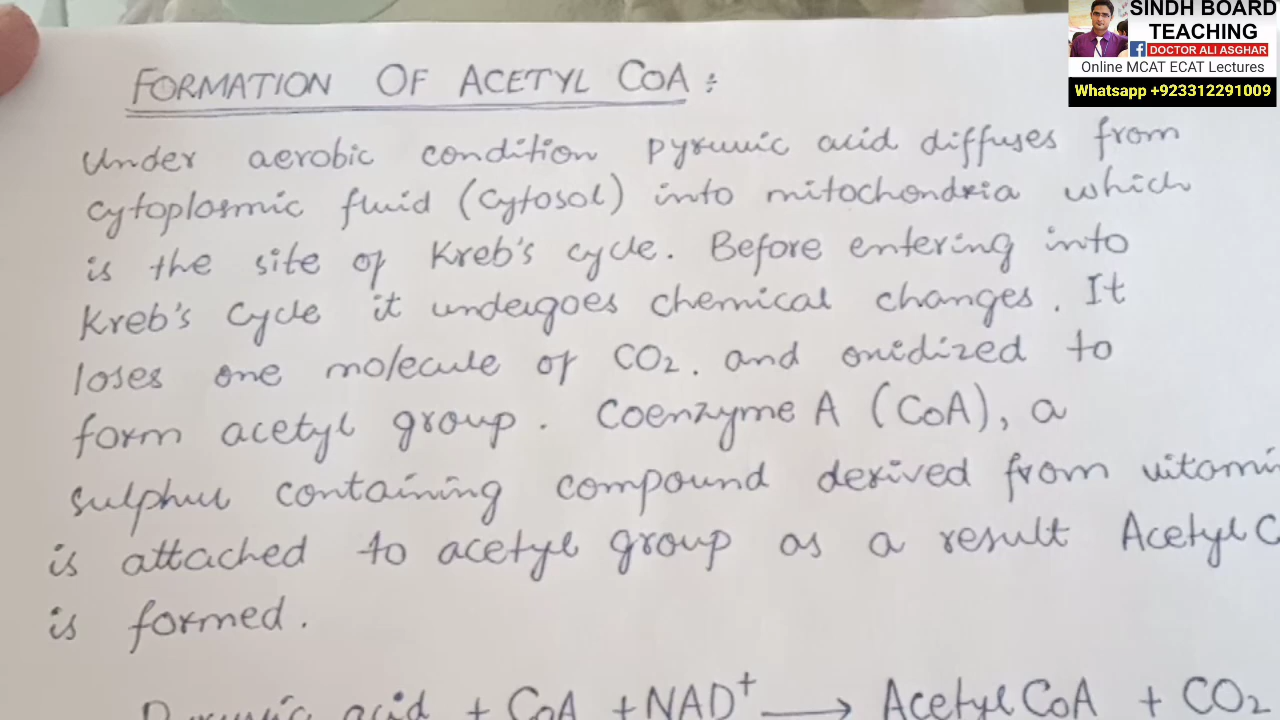 SINDH BOARD
TEACHING
DOCTOR ALI ASGHAR
Online MCAT ECAT Lectures
Whatsapp +923312291009
FORMATION OF ACETYL COA :
Under aerobic condition pyruvic acid diffuses from
cytoplasmic fluid (Cytosol) into mitochondria which
is the site of Kreb's cycle. Before entering into
Kreb's Cycle it undergoes chemical changes. It
loses one molecule of CO2. and oxidized to
form acetyl group. Coenzyme A (CoA), a
sulphur containing compound derived from vitamin
is attached to acetyl group as a result Acetyl C
is formed.
Pyruvic acid + CoA + NAD+ → Acetyl CoA + CO2